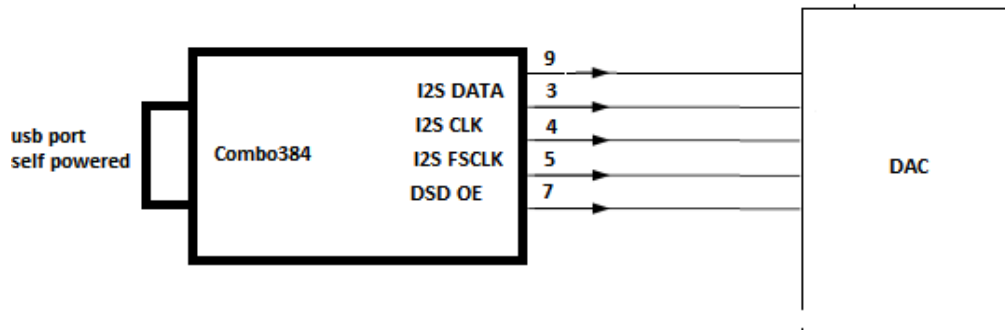 9
I2S DATA
3
I2S CLK
4
usb port
self powered
Combo384
I2S FSCLK
5
DAC
DSD OE
7